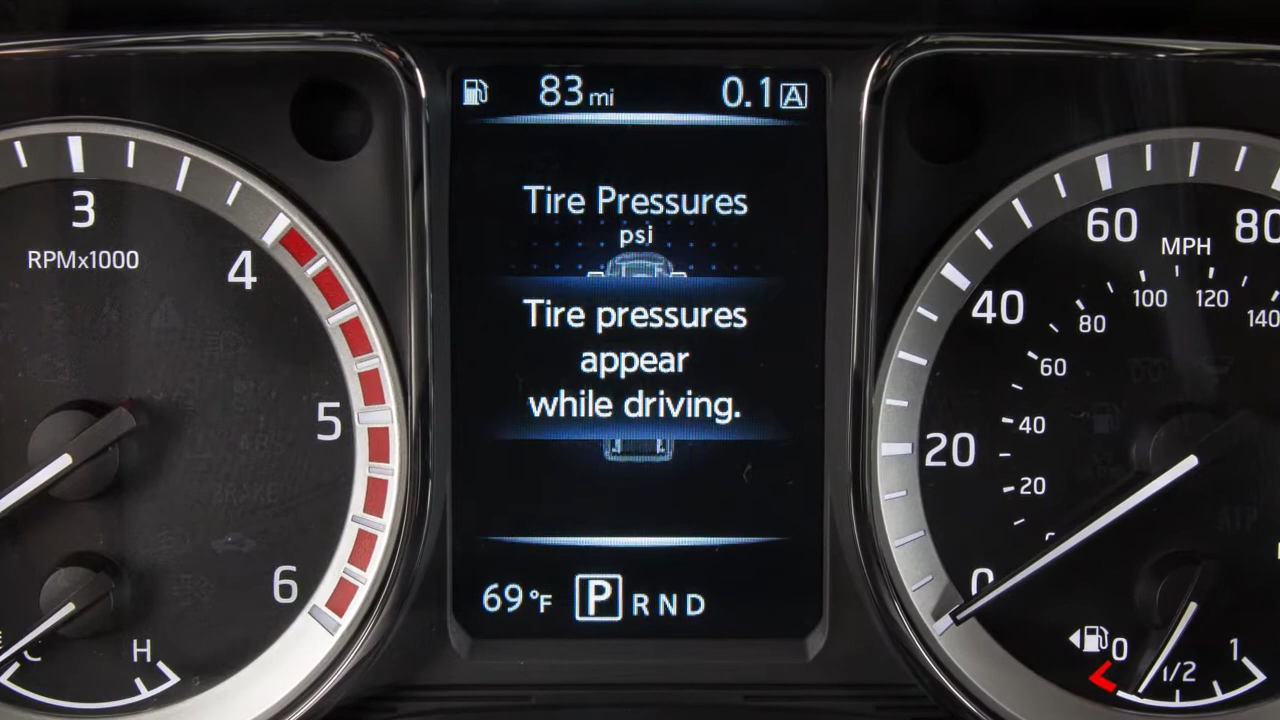 83 mi 0.1 A
Tire Pressures
psi
Tire pressures
appear
while driving.
69°F P R N D
3
4
5
6
RPMx1000
C H
0
20
40
60
80
MPH
20
40
60
80
100
120
140
0 1/2 1